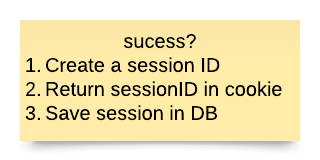 sucess?
1. Create a session ID
2. Return sessionID in cookie
3. Save session in DB